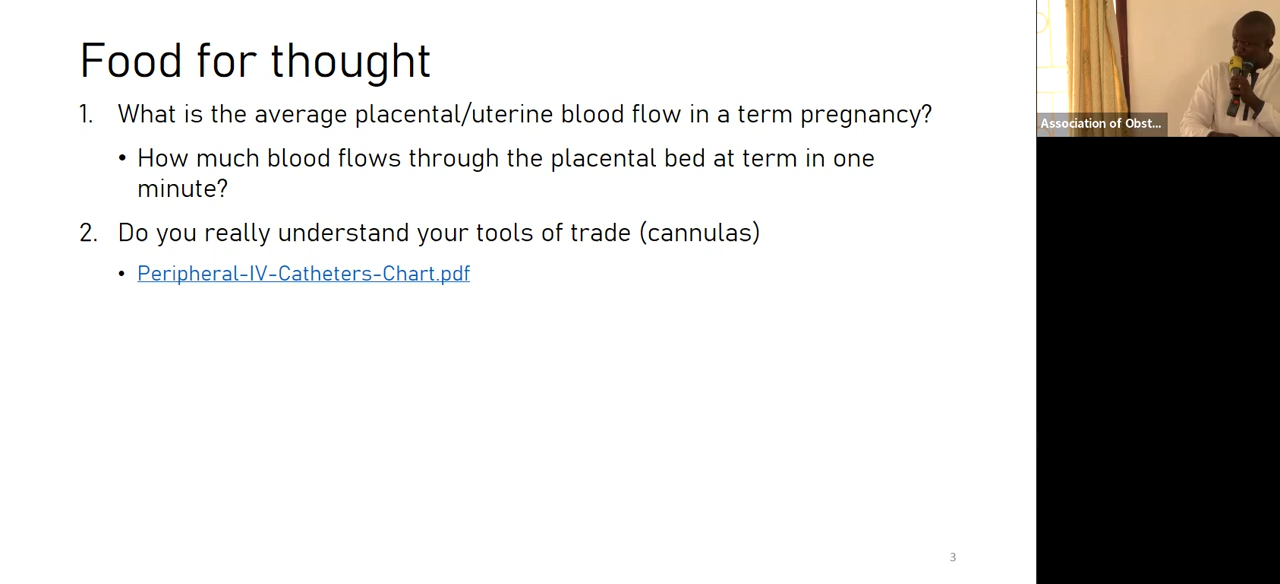 Food for thought
1. What is the average placental/uterine blood flow in a term pregnancy?
• How much blood flows through the placental bed at term in one
minute?
2. Do you really understand your tools of trade (cannulas)
• Peripheral-IV-Catheters-Chart.pdf
3
Association of Obst...